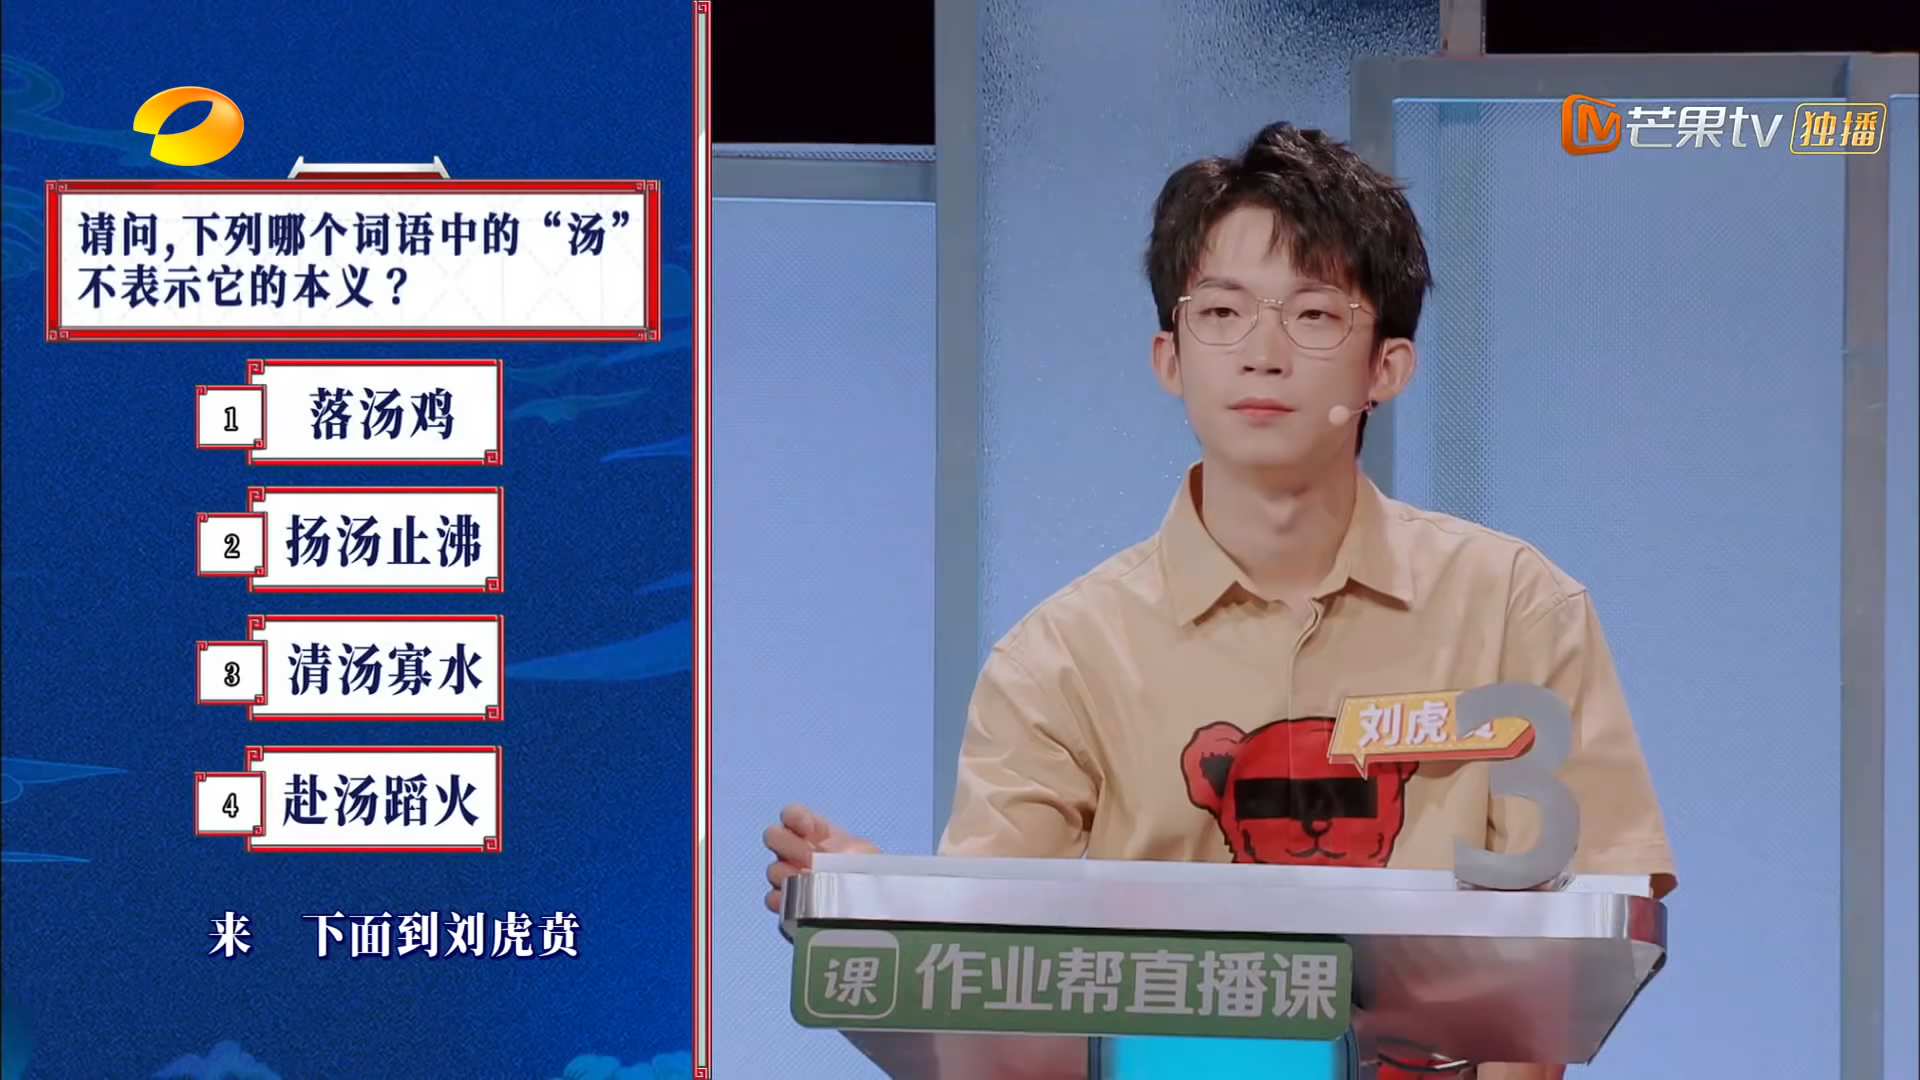 芒果tv 独播
请问,下列哪个词语中的“汤”
不表示它的本义?
1 落汤鸡
2 扬汤止沸
3 清汤寡水
4 赴汤蹈火
刘虎
3
来 下面到刘虎贲
课 作业帮直播课